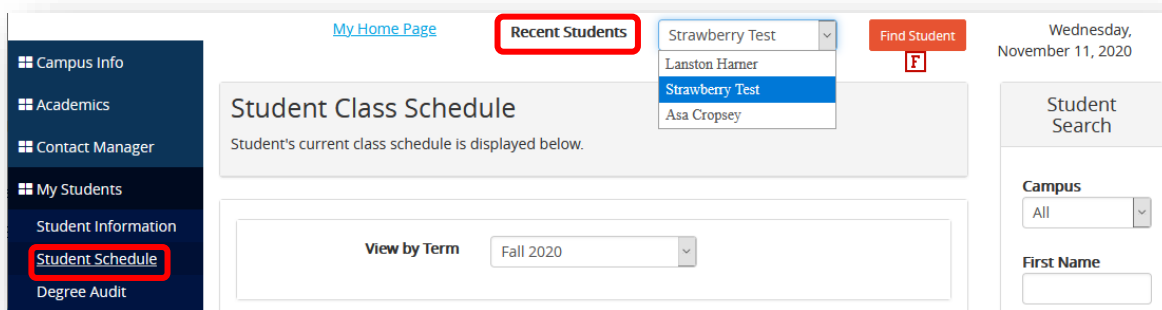 My Home Page
Recent Students
Strawberry Test
Find Student
F
Wednesday,
November 11, 2020
Lanston Hamer
Strawberry Test
Asa Cropsey
Campus Info
Academics
Contact Manager
My Students
Student Information
Student Schedule
Degree Audit
Student Class Schedule
Student's current class schedule is displayed below.
View by Term
Fall 2020
Student
Search
Campus
All
First Name